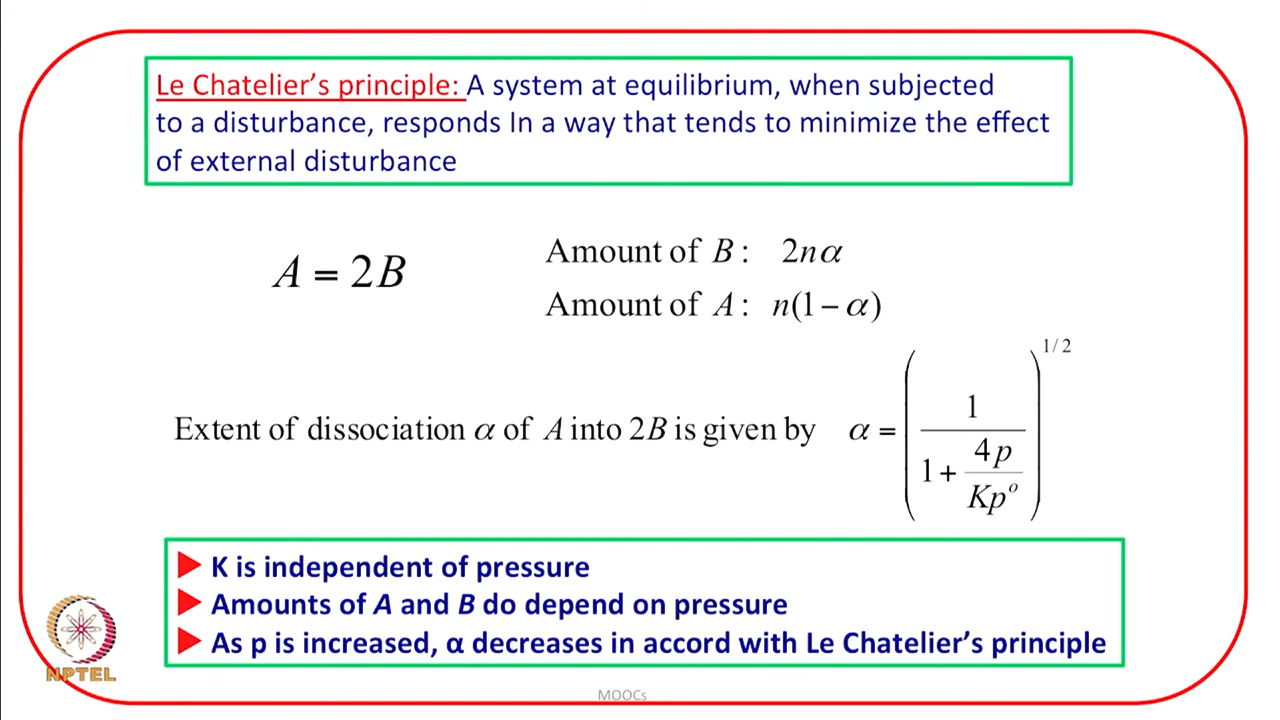 Le Chatelier's principle: A system at equilibrium, when subjected
to a disturbance, responds In a way that tends to minimize the effect
of external disturbance
A = 2B
Amount of B : 2nα
Amount of A : n(1 − α)
Extent of dissociation α of A into 2B is given by α = (1 / (1 + 4p / Kp°))^1/2
▶ K is independent of pressure
▶ Amounts of A and B do depend on pressure
▶ As p is increased, α decreases in accord with Le Chatelier's principle
NPTEL
MOOCs